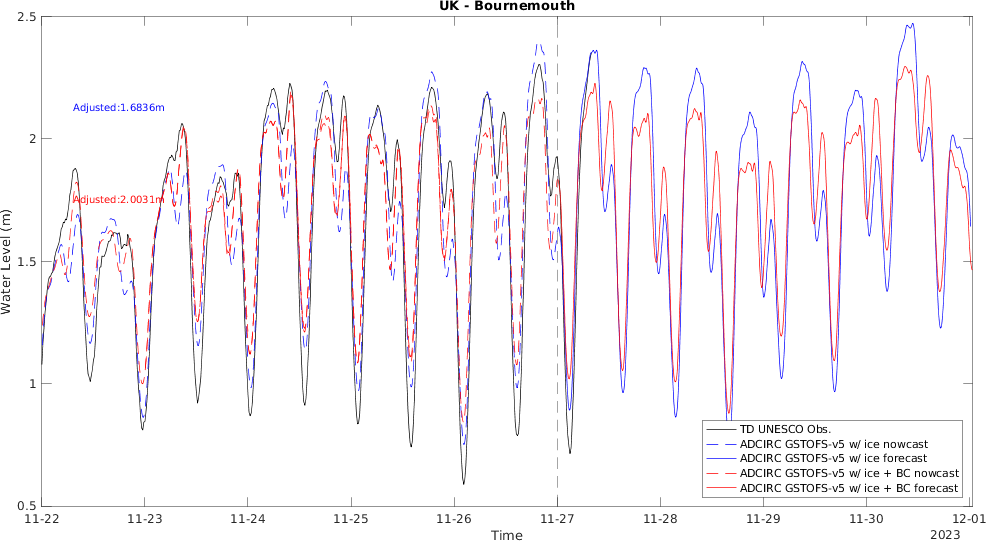 UK - Bournemouth
2.5
2
1.5
1
0.5
Water Level (m)
Adjusted:1.6836m
Adjusted:2.0031m
TD UNESCO Obs.
ADCIRC GSTOFS-v5 w/ ice nowcast
ADCIRC GSTOFS-v5 w/ ice forecast
ADCIRC GSTOFS-v5 w/ ice + BC nowcast
ADCIRC GSTOFS-v5 w/ ice + BC forecast
11-22 11-23 11-24 11-25 11-26 11-27 11-28 11-29 11-30 12-01
Time
2023